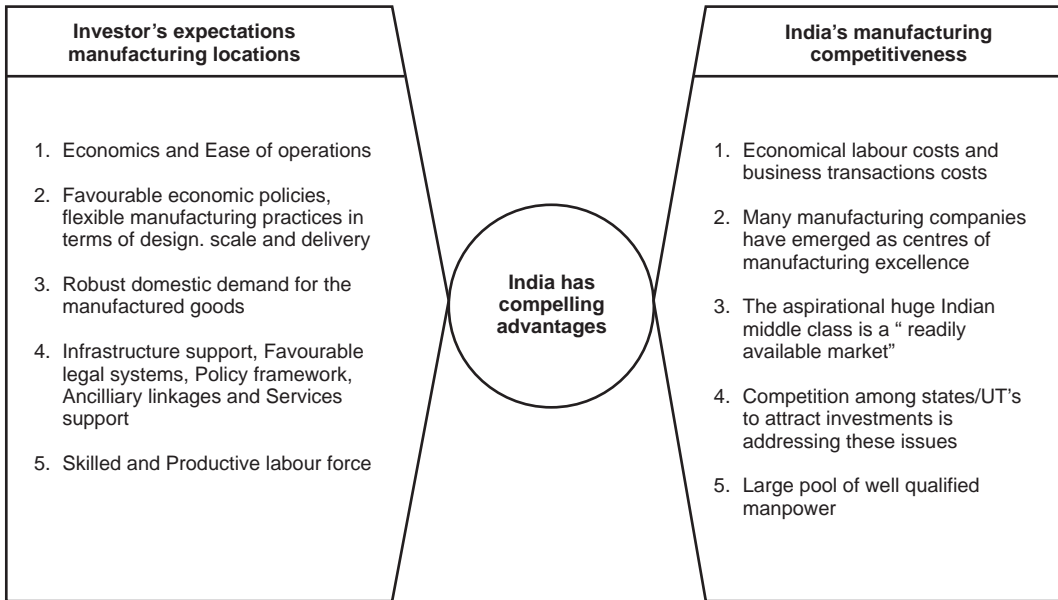 Investor’s expectations
manufacturing locations
1. Economics and Ease of operations
2. Favourable economic policies,
flexible manufacturing practices in
terms of design. scale and delivery
3. Robust domestic demand for the
manufactured goods
4. Infrastructure support, Favourable
legal systems, Policy framework,
Ancilliary linkages and Services
support
5. Skilled and Productive labour force
India has
compelling
advantages
India’s manufacturing
competitiveness
1. Economical labour costs and
business transactions costs
2. Many manufacturing companies
have emerged as centres of
manufacturing excellence
3. The aspirational huge Indian
middle class is a “ readily
available market”
4. Competition among states/UT’s
to attract investments is
addressing these issues
5. Large pool of well qualified
manpower